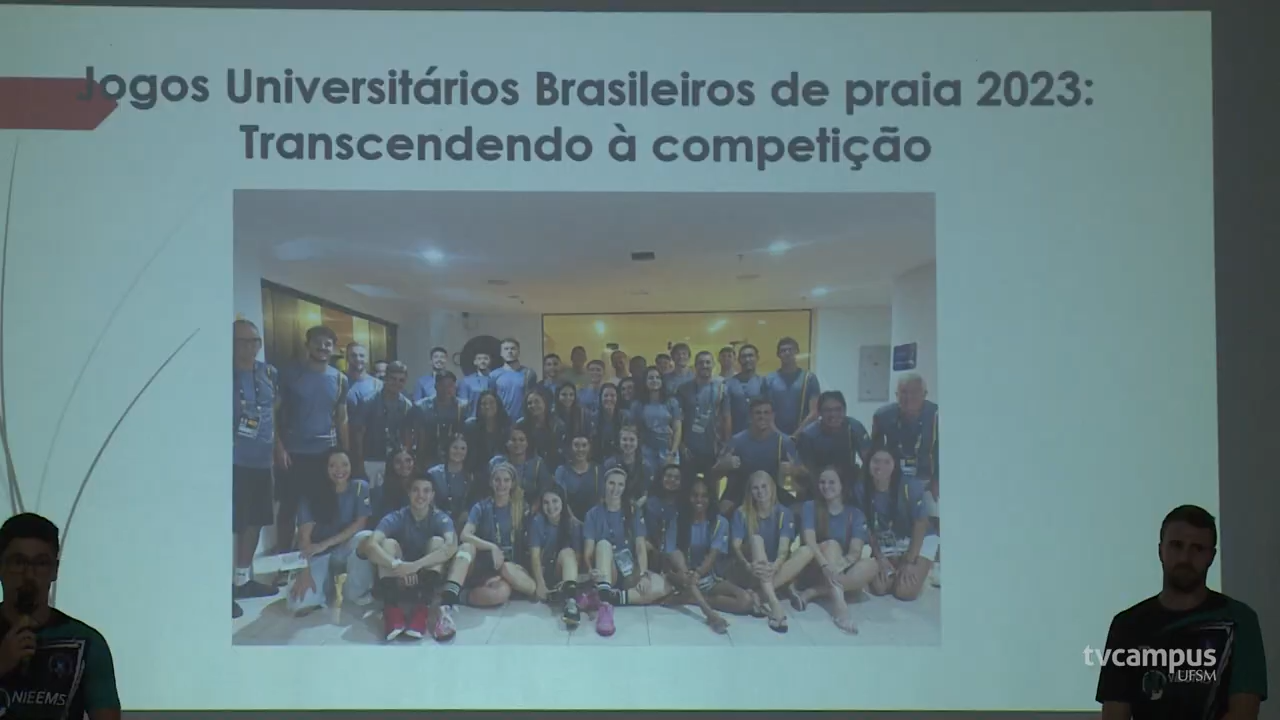 Jogos Universitários Brasileiros de praia 2023:
Transcendendo à competição
NIEEMS
tvcampus
UFSM